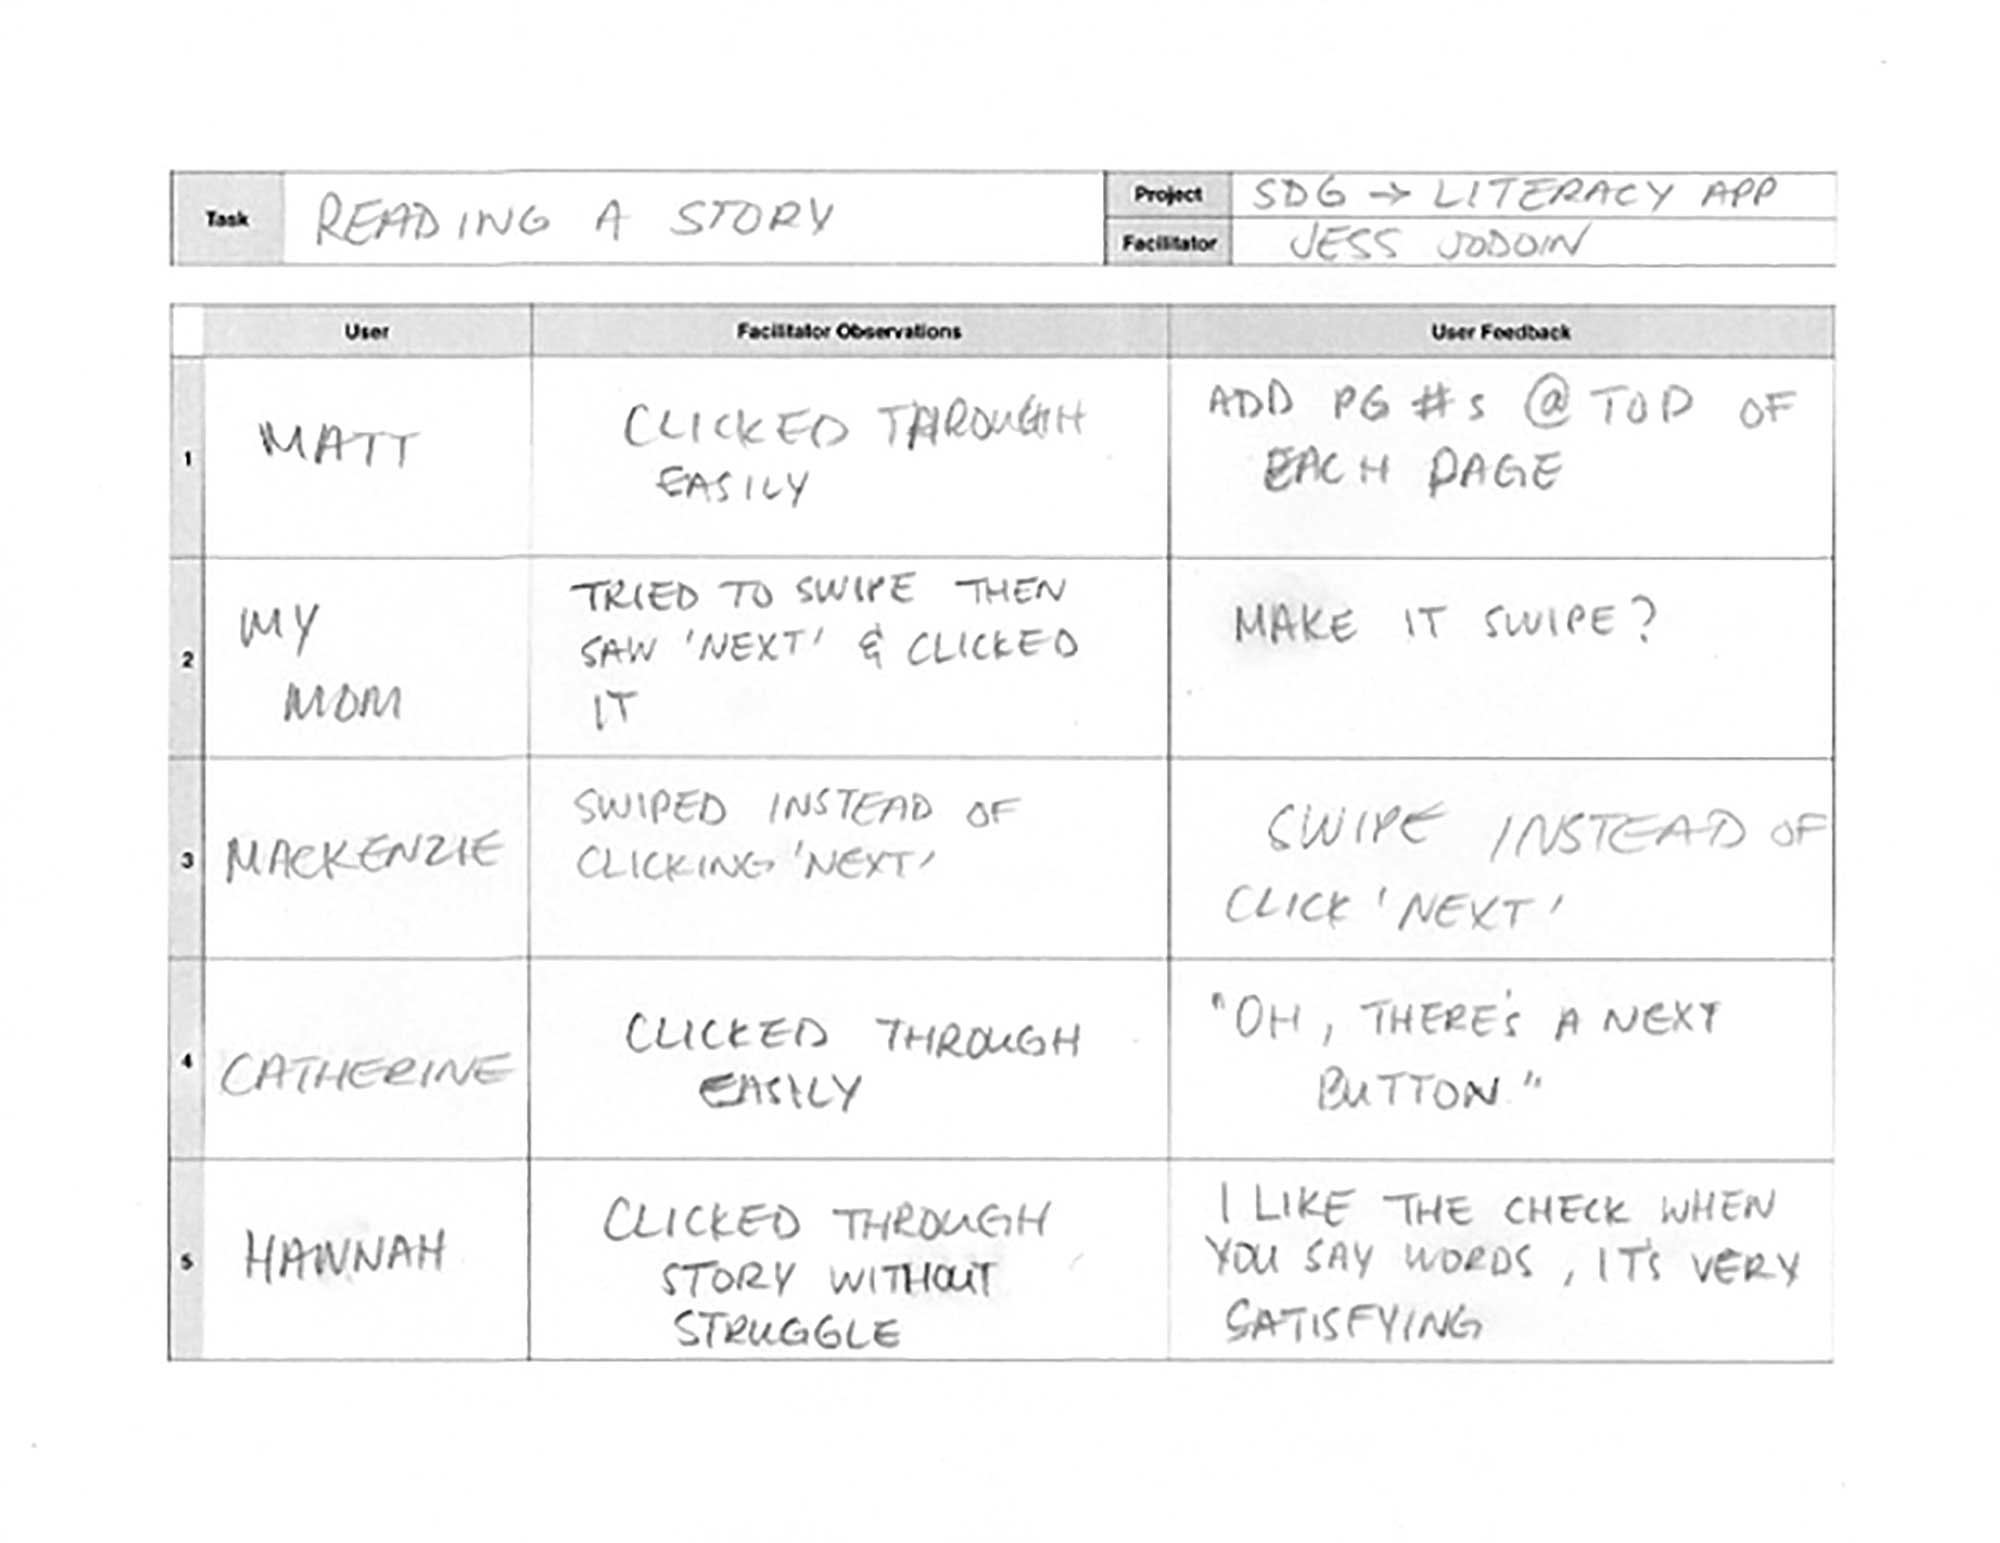 Task READING A STORY
Project SDG → LITERACY APP
Facilitator JESS JODOIN
User Facilitator Observations User Feedback
1
MATT
CLICKED THROUGH
EASILY
ADD PG #s @ TOP OF
EACH PAGE
2
MY
MOM
TRIED TO SWIPE THEN
SAW 'NEXT' & CLICKED
IT
MAKE IT SWIPE?
3
MACKENZIE
SWIPED INSTEAD OF
CLICKING 'NEXT'
SWIPE INSTEAD OF
CLICK 'NEXT'
4
CATHERINE
CLICKED THROUGH
EASILY
"OH, THERE'S A NEXT
BUTTON."
5
HANNAH
CLICKED THROUGH
STORY WITHOUT
STRUGGLE
I LIKE THE CHECK WHEN
YOU SAY WORDS, IT'S VERY
SATISFYING